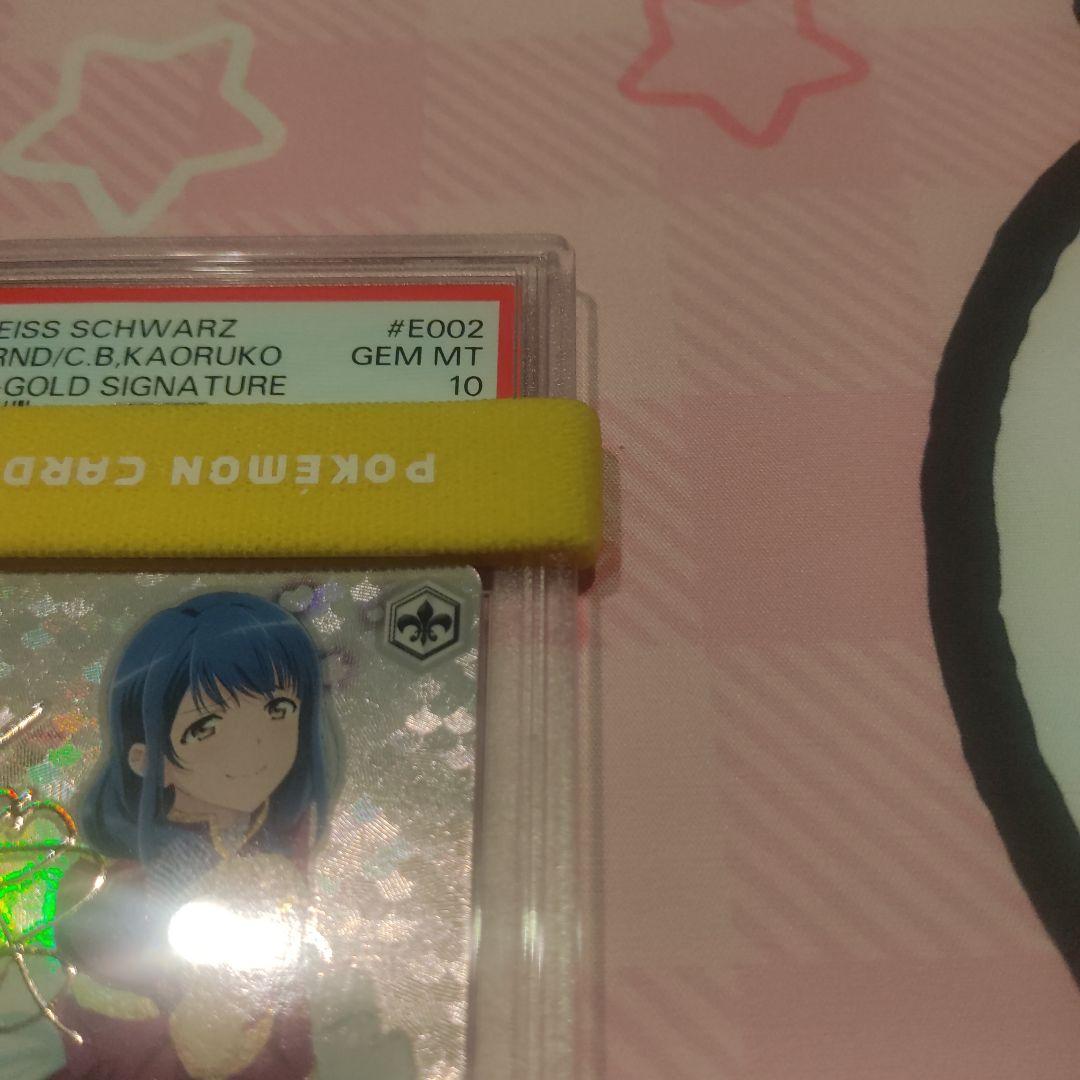 EISS SCHWARZ #E002
RND/C.B,KAORUKO GEM MT
-GOLD SIGNATURE 10
POKÉMON CARD